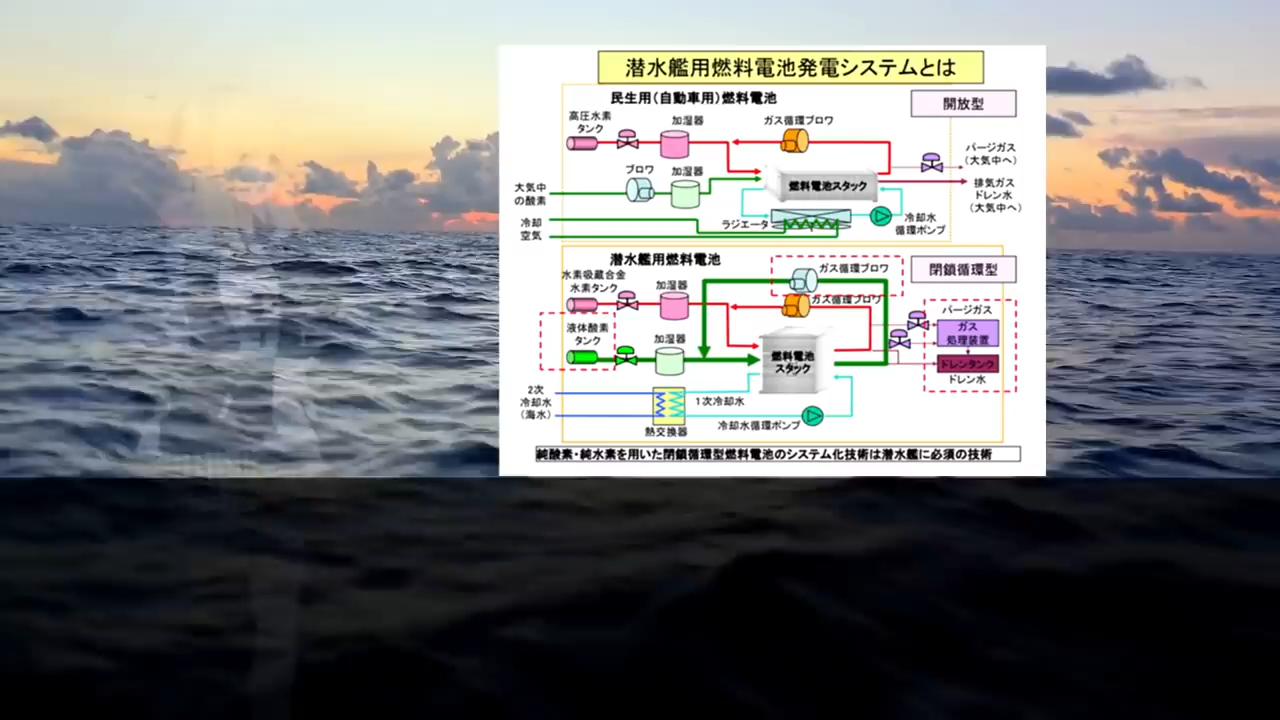 潜水艦用燃料電池発電システムとは
民生用(自動車用)燃料電池
開放型
高圧水素
タンク
加湿器
ガス循環ブロワ
パージガス
(大気中へ)
ブロワ
加湿器
燃料電池スタック
排気ガス
ドレン水
(大気中へ)
大気中
の酸素
冷却
空気
ラジエータ
冷却水
循環ポンプ
潜水艦用燃料電池
閉鎖循環型
水素吸蔵合金
水素タンク
加湿器
ガス循環ブロワ
ガス循環ブロワ
パージガス
ガス
処理装置
液体酸素
タンク
加湿器
燃料電池
スタック
ドレンタンク
ドレン水
2次
冷却水
(海水)
1次冷却水
熱交換器
冷却水循環ポンプ
純酸素・純水素を用いた閉鎖循環型燃料電池のシステム化技術は潜水艦に必須の技術